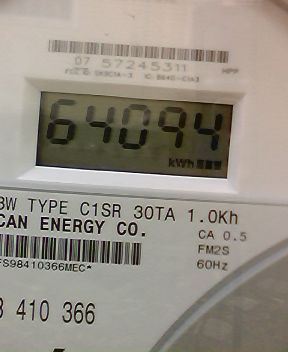 07 57245311
64094
kWh
3W TYPE C1SR 30TA 1.0Kh
CAN ENERGY CO.
CA 0.5
FM2S
FS98410366MEC*
60Hz
3 410 366